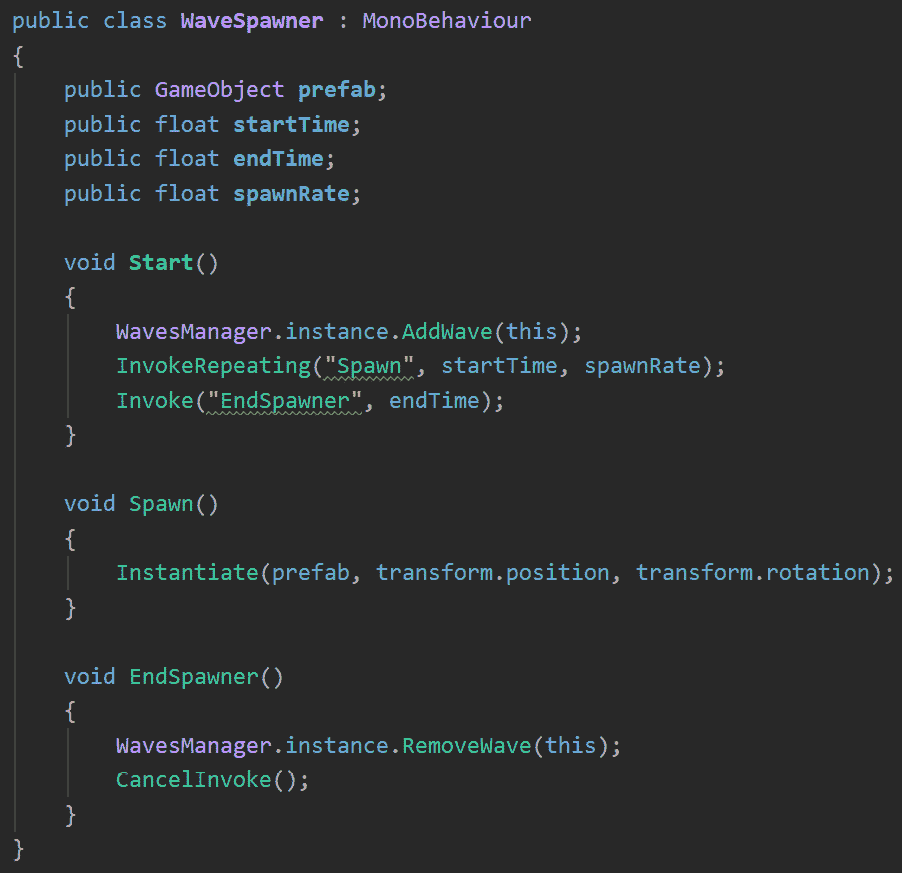 public class WaveSpawner : MonoBehaviour
{
    public GameObject prefab;
    public float startTime;
    public float endTime;
    public float spawnRate;

    void Start()
    {
        WavesManager.instance.AddWave(this);
        InvokeRepeating("Spawn", startTime, spawnRate);
        Invoke("EndSpawner", endTime);
    }

    void Spawn()
    {
        Instantiate(prefab, transform.position, transform.rotation);
    }

    void EndSpawner()
    {
        WavesManager.instance.RemoveWave(this);
        CancelInvoke();
    }
}